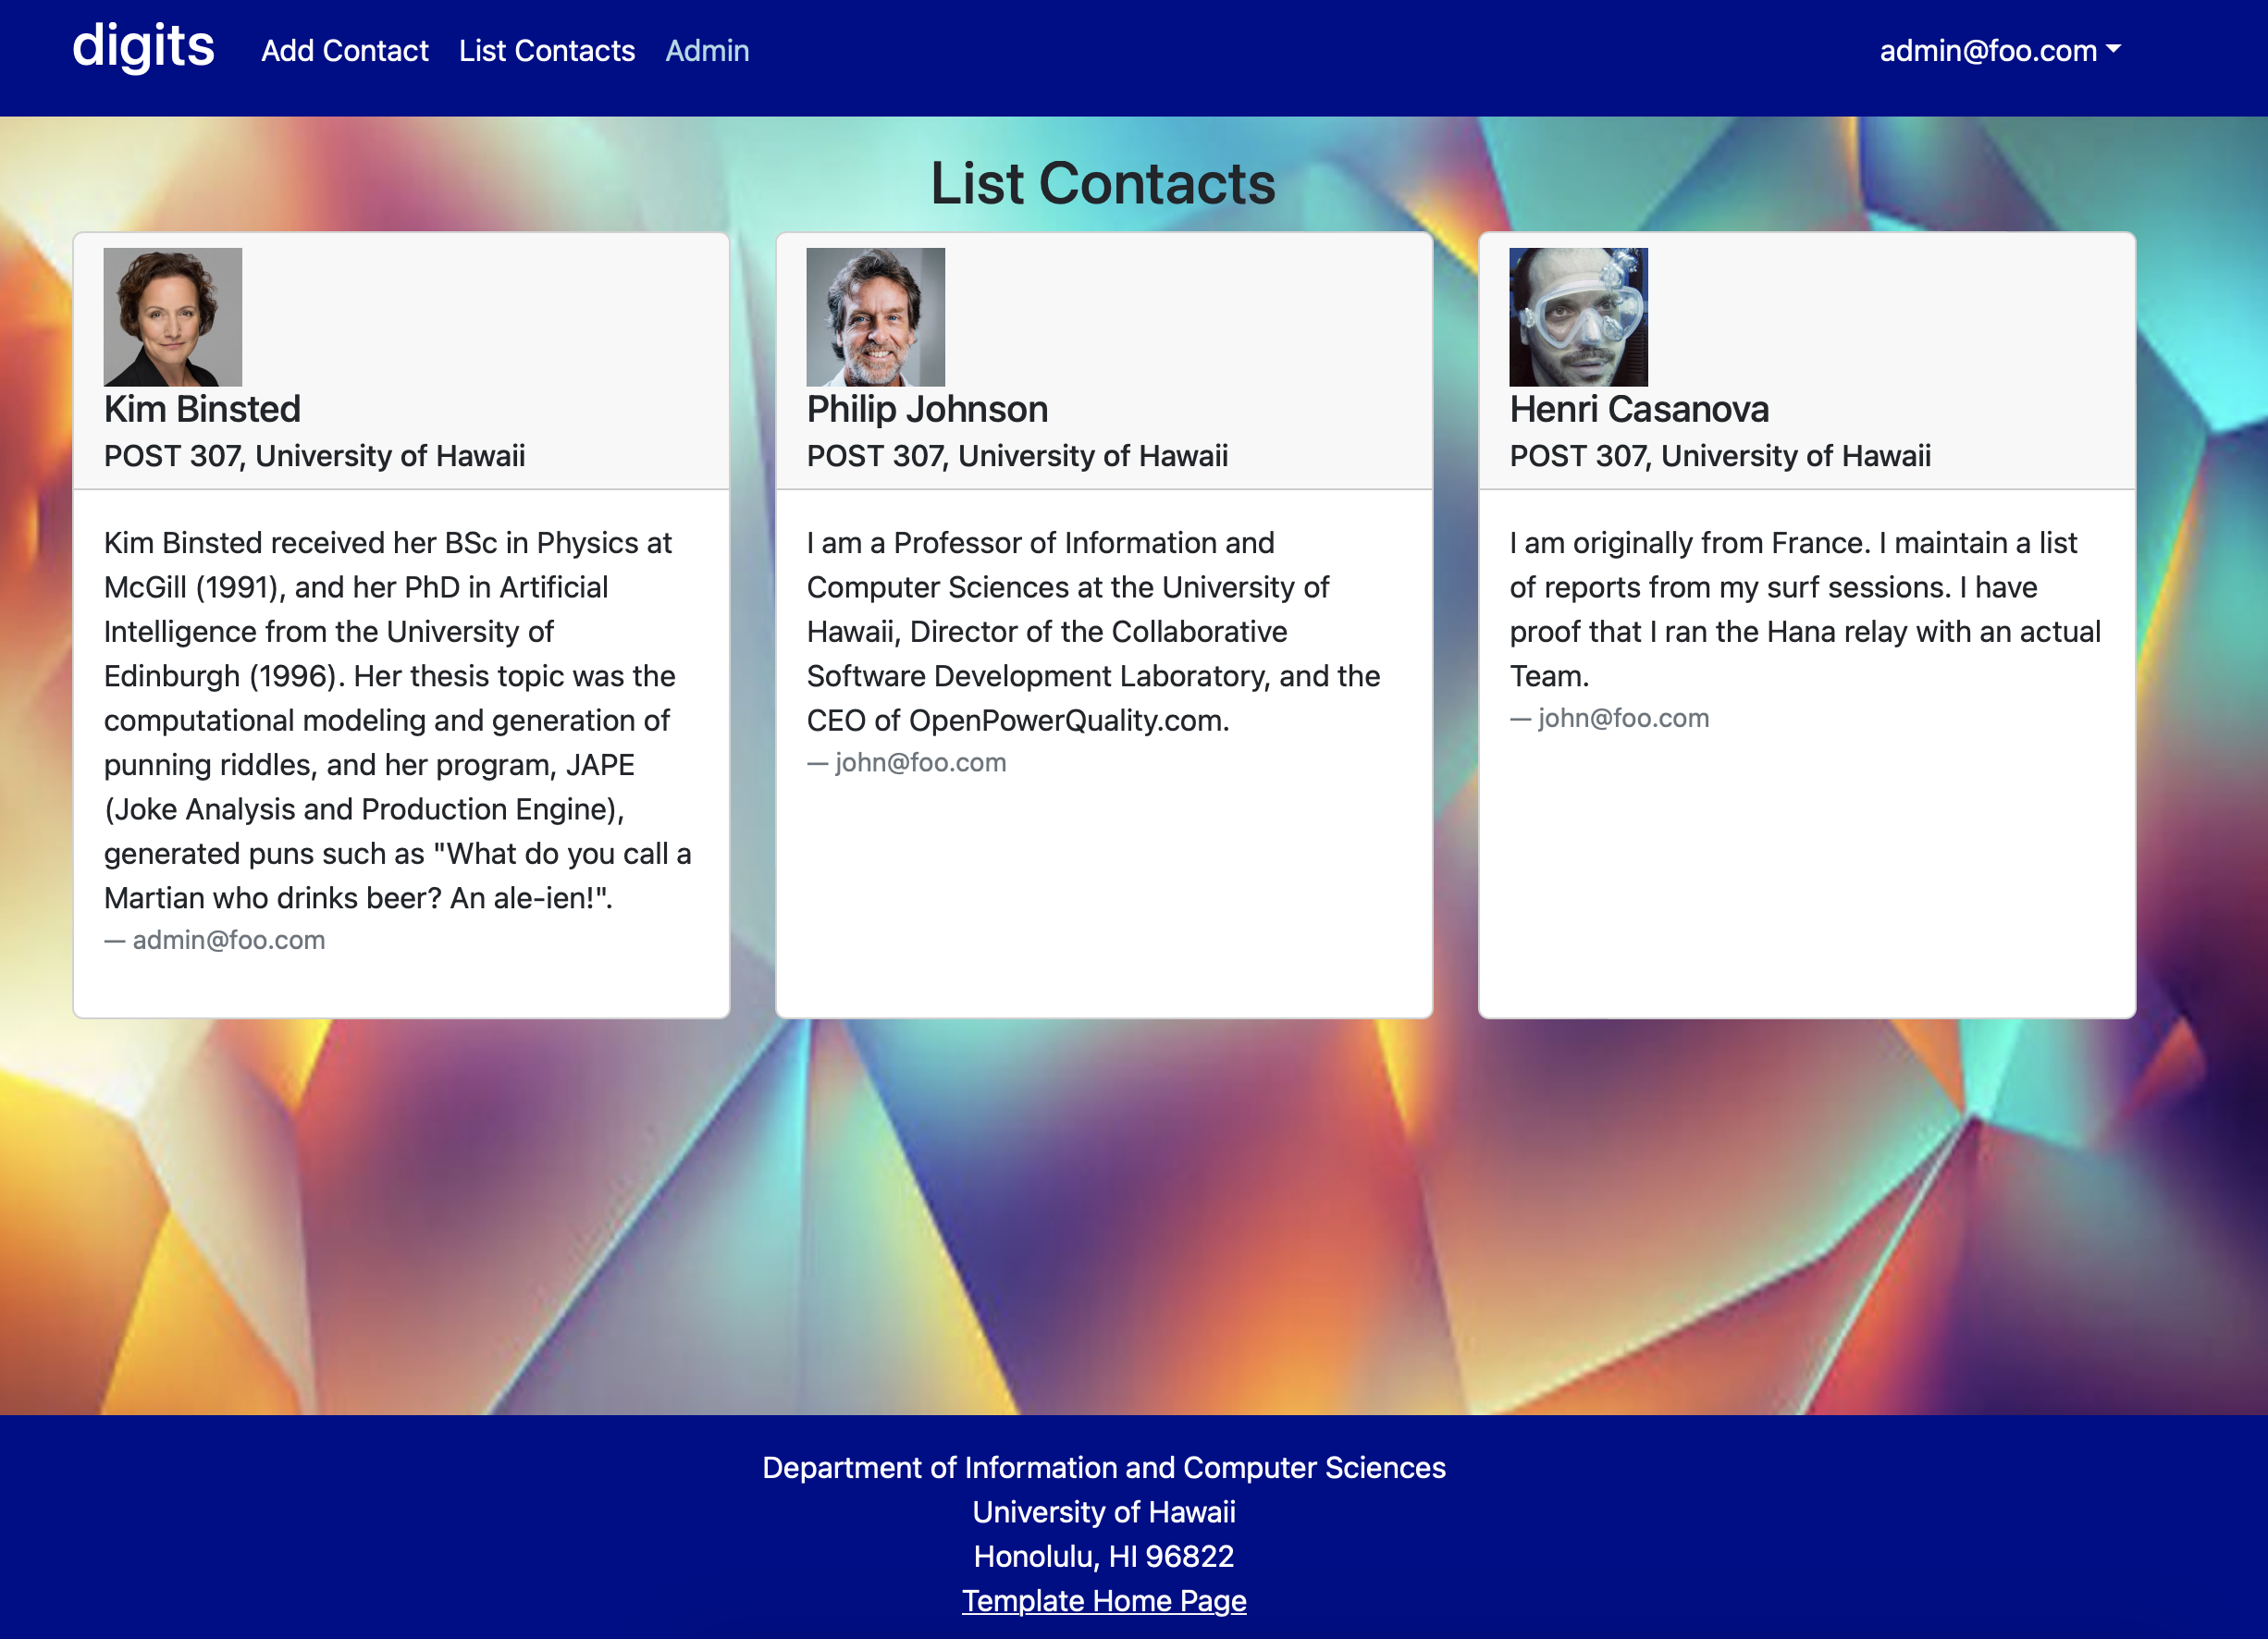 digits Add Contact List Contacts Admin admin@foo.com
List Contacts
Kim Binsted
POST 307, University of Hawaii
Kim Binsted received her BSc in Physics at
McGill (1991), and her PhD in Artificial
Intelligence from the University of
Edinburgh (1996). Her thesis topic was the
computational modeling and generation of
punning riddles, and her program, JAPE
(Joke Analysis and Production Engine),
generated puns such as "What do you call a
Martian who drinks beer? An ale-ien!".
— admin@foo.com
Philip Johnson
POST 307, University of Hawaii
I am a Professor of Information and
Computer Sciences at the University of
Hawaii, Director of the Collaborative
Software Development Laboratory, and the
CEO of OpenPowerQuality.com.
— john@foo.com
Henri Casanova
POST 307, University of Hawaii
I am originally from France. I maintain a list
of reports from my surf sessions. I have
proof that I ran the Hana relay with an actual
Team.
— john@foo.com
Department of Information and Computer Sciences
University of Hawaii
Honolulu, HI 96822
Template Home Page